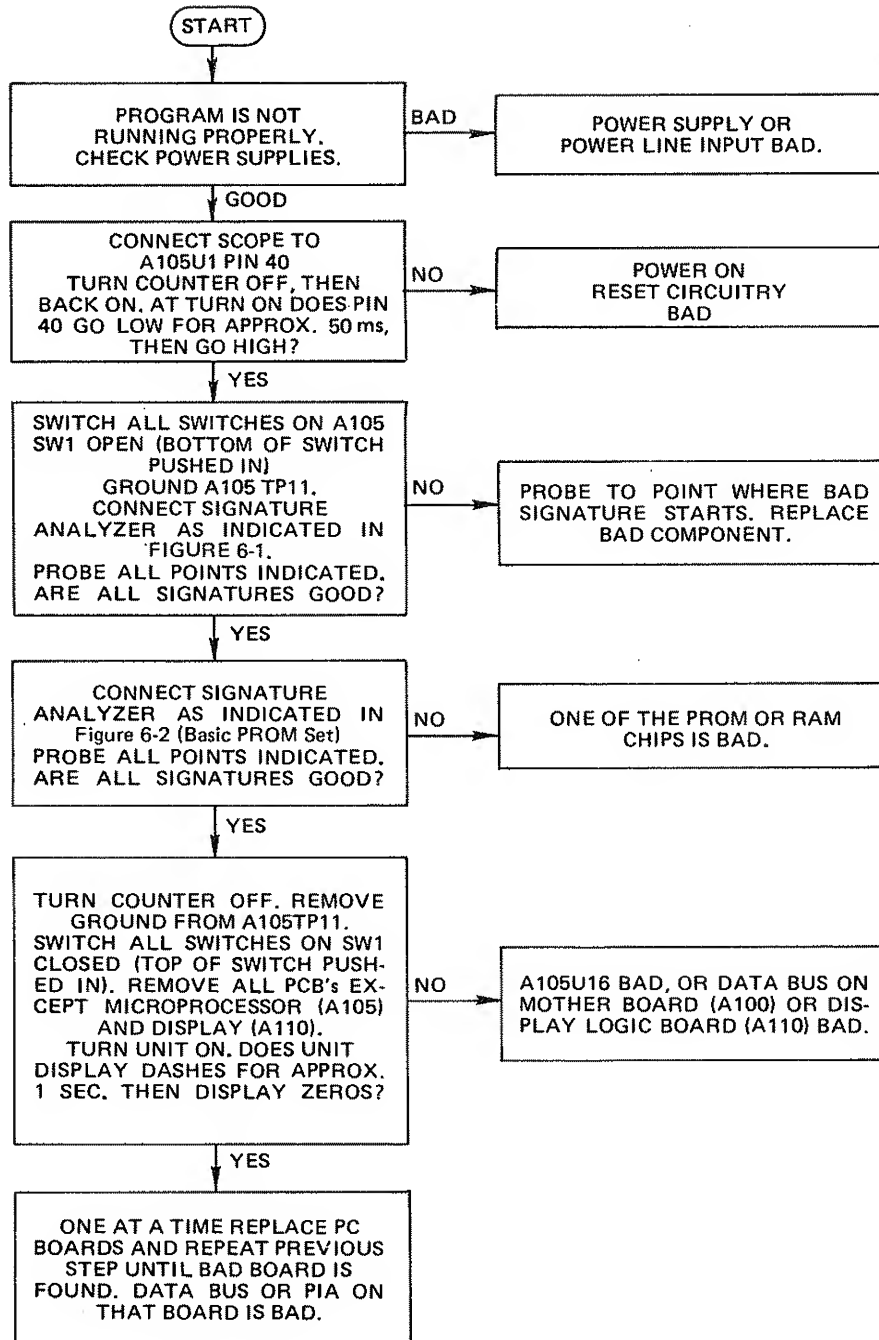 START
PROGRAM IS NOT
RUNNING PROPERLY.
CHECK POWER SUPPLIES.
BAD
POWER SUPPLY OR
POWER LINE INPUT BAD.
GOOD
CONNECT SCOPE TO
A105U1 PIN 40
TURN COUNTER OFF, THEN
BACK ON. AT TURN ON DOES PIN
40 GO LOW FOR APPROX. 50 ms,
THEN GO HIGH?
NO
POWER ON
RESET CIRCUITRY
BAD
YES
SWITCH ALL SWITCHES ON A105
SW1 OPEN (BOTTOM OF SWITCH
PUSHED IN)
GROUND A105 TP11.
CONNECT SIGNATURE
ANALYZER AS INDICATED IN
FIGURE 6-1.
PROBE ALL POINTS INDICATED.
ARE ALL SIGNATURES GOOD?
NO
PROBE TO POINT WHERE BAD
SIGNATURE STARTS. REPLACE
BAD COMPONENT.
YES
CONNECT SIGNATURE
ANALYZER AS INDICATED IN
Figure 6-2 (Basic PROM Set)
PROBE ALL POINTS INDICATED.
ARE ALL SIGNATURES GOOD?
NO
ONE OF THE PROM OR RAM
CHIPS IS BAD.
YES
TURN COUNTER OFF. REMOVE
GROUND FROM A105TP11.
SWITCH ALL SWITCHES ON SW1
CLOSED (TOP OF SWITCH PUSH-
ED IN). REMOVE ALL PCB's EX-
CEPT MICROPROCESSOR (A105)
AND DISPLAY (A110).
TURN UNIT ON. DOES UNIT
DISPLAY DASHES FOR APPROX.
1 SEC. THEN DISPLAY ZEROS?
NO
A105U16 BAD, OR DATA BUS ON
MOTHER BOARD (A100) OR DIS-
PLAY LOGIC BOARD (A110) BAD.
YES
ONE AT A TIME REPLACE PC
BOARDS AND REPEAT PREVIOUS
STEP UNTIL BAD BOARD IS
FOUND. DATA BUS OR PIA ON
THAT BOARD IS BAD.